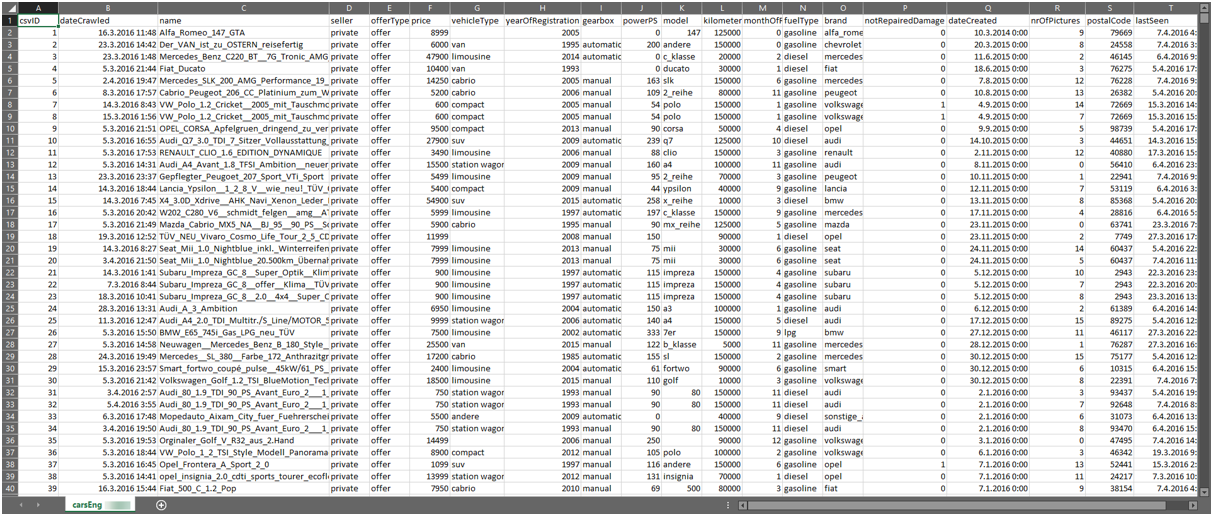 A B C D E F G H I J K L M N O P Q R S T
1 csvID dateCrawled name seller offerType price vehicleType yearOfRegistration gearbox powerPS model kilometer monthOfR fuelType brand notRepairedDamage dateCreated nrOfPictures postalCode lastSeen
2 1 16.3.2016 11:48 Alfa_Romeo_147_GTA private offer 8999 2005 0 147 125000 0 gasoline alfa_rome 0 10.3.2014 0:00 9 79669 7.4.2016 4:
3 2 23.3.2016 14:42 Der_VAN_ist_zu_OSTERN_reisefertig private offer 6000 van 1995 automatic 200 andere 150000 0 gasoline chevrolet 0 20.3.2015 0:00 8 24558 7.4.2016 3:
4 3 23.3.2016 1:48 Mercedes_Benz_C220_BT__7G_Tronic_AMG private offer 47900 limousine 2014 automatic 0 c_klasse 20000 2 diesel mercedes 0 11.6.2015 0:00 2 46145 6.4.2016 9:
5 4 5.3.2016 21:44 Fiat_Ducato private offer 10400 van 1993 0 ducato 30000 1 diesel fiat 0 18.6.2015 0:00 3 76275 5.4.2016 17:
6 5 2.4.2016 19:47 Mercedes_SLK_200_AMG_Performance_19_ private offer 14250 cabrio 2005 manual 163 slk 150000 6 gasoline mercedes 0 7.8.2015 0:00 12 76228 7.4.2016 9:
7 6 8.3.2016 17:57 Cabrio_Peugeot_206_CC_Platinium_zum_W private offer 5200 cabrio 2006 manual 109 2_reihe 80000 11 gasoline peugeot 0 10.8.2015 0:00 13 26382 5.4.2016 20:
8 7 14.3.2016 8:43 VW_Polo_1.2_Cricket__2005_mit_Tauschmo private offer 600 compact 2005 manual 54 polo 150000 1 gasoline volkswage 1 4.9.2015 0:00 14 72669 15.3.2016 14:
9 8 15.3.2016 1:56 VW_Polo_1.2_Cricket__2005_mit_Tauschmo private offer 600 compact 2005 manual 54 polo 150000 1 gasoline volkswage 1 4.9.2015 0:00 7 72669 15.3.2016 1:
10 9 5.3.2016 21:51 OPEL_CORSA_Apfelgruen_dringend_zu_ver private offer 9500 compact 2013 manual 90 corsa 50000 4 diesel opel 0 9.9.2015 0:00 5 98739 5.4.2016 17:
11 10 5.3.2016 16:55 Audi_Q7_3.0_TDI_7_Sitzer_Vollausstattung_ private offer 27900 suv 2009 automatic 239 q7 125000 10 diesel audi 0 14.10.2015 0:00 3 44651 14.3.2016 15:
12 11 5.3.2016 17:53 RENAULT_CLIO_1.6_EDITION_DYNAMIQUE private offer 3490 limousine 2006 manual 88 clio 150000 3 gasoline renault 0 2.11.2015 0:00 12 40880 17.3.2016 15:
13 12 5.3.2016 14:31 Audi_A4_Avant_1.8_TFSI_Ambition__neuer private offer 15500 station wagon 2009 manual 160 a4 100000 11 gasoline audi 0 8.11.2015 0:00 0 56410 6.4.2016 23:
14 13 23.3.2016 23:37 Gepflegter_Peugoet_207_Sport_VTi_Sport private offer 5499 limousine 2009 manual 95 2_reihe 70000 3 gasoline peugeot 0 10.11.2015 0:00 1 22941 7.4.2016 9:
15 14 14.3.2016 18:44 Lancia_Ypsilon__1_2_8_V__wie_neu!_TÜV_ private offer 5400 compact 2009 manual 44 ypsilon 40000 9 gasoline lancia 0 12.11.2015 0:00 7 53119 6.4.2016 3:
16 15 14.3.2016 7:45 X4_3.0D_Xdrive__AHK_Navi_Xenon_Leder_ private offer 54900 suv 2015 automatic 258 x_reihe 10000 3 diesel bmw 0 13.11.2015 0:00 8 85368 5.4.2016 20:
17 16 5.3.2016 20:42 W202_C280_V6__schmidt_felgen__amg__A private offer 5999 limousine 1997 automatic 197 c_klasse 150000 9 gasoline mercedes 0 17.11.2015 0:00 4 28816 6.4.2016 5:
18 17 5.3.2016 21:49 Mazda_Cabrio_MX5_NA__BJ_95__90_PS__Sc private offer 5900 cabrio 1995 manual 90 mx_reihe 125000 5 gasoline mazda 0 23.11.2015 0:00 0 63741 23.3.2016 7:
19 18 19.3.2016 12:52 TÜV_NEU_Vivaro_Cosmo_Life_Tour_2_5_CD private offer 11999 2008 manual 150 90000 1 diesel opel 0 23.11.2015 0:00 2 7749 27.3.2016 17:
20 19 14.3.2016 8:27 Seat_Mii_1.0_Nightblue_inkl._Winterreifen private offer 7999 limousine 2013 manual 75 mii 30000 6 gasoline seat 0 24.11.2015 0:00 14 60437 5.4.2016 22:
21 20 3.4.2016 21:50 Seat_Mii_1.0_Nightblue_20.500km_Übernah private offer 7999 limousine 2013 manual 75 mii 30000 6 gasoline seat 0 24.11.2015 0:00 5 60437 7.4.2016 11:
22 21 14.3.2016 1:41 Subaru_Impreza_GC_8__Super_Optik__Klim private offer 900 limousine 1997 automatic 115 impreza 150000 4 gasoline subaru 0 5.12.2015 0:00 10 2943 22.3.2016 23:
23 22 7.3.2016 8:44 Subaru_Impreza_GC_8__offer__Klima__TÜV private offer 900 limousine 1997 automatic 115 impreza 150000 4 gasoline subaru 0 5.12.2015 0:00 5 2943 22.3.2016 14:
24 23 18.3.2016 10:41 Subaru_Impreza_GC_8__2.0__4x4__Super_O private offer 900 limousine 1997 automatic 115 impreza 150000 4 gasoline subaru 0 5.12.2015 0:00 8 2943 23.3.2016 13:
25 24 28.3.2016 13:31 Audi_A_3_Ambition private offer 6950 limousine 2004 automatic 150 a3 100000 1 gasoline audi 0 6.12.2015 0:00 2 61389 6.4.2016 14:
26 25 11.3.2016 12:47 Audi_A4_2.0_TDI_Multitr./S_Line/MOTOR_5 private offer 9999 station wagon 2006 automatic 140 a4 150000 5 diesel audi 0 17.12.2015 0:00 15 89275 5.4.2016 12:
27 26 5.3.2016 15:50 BMW_E65_745i_Gas_LPG_neu_TÜV private offer 7500 limousine 2002 automatic 333 7er 150000 9 lpg bmw 0 27.12.2015 0:00 11 46117 27.3.2016 22:
28 27 5.3.2016 14:58 Neuwagen__Mercedes_Benz_B_180_Style_ private offer 25500 van 2015 manual 122 b_klasse 5000 11 gasoline mercedes 0 28.12.2015 0:00 1 76287 27.3.2016 16:
29 28 24.3.2016 19:49 Mercedes__SL_380__Farbe_172_Anthrazitgr private offer 17200 cabrio 1985 automatic 155 sl 150000 2 gasoline mercedes 0 30.12.2015 0:00 15 75177 5.4.2016 12:
30 29 15.3.2016 23:57 Smart_fortwo_coupé_pulse__45kW/61_PS_ private offer 2400 limousine 2004 automatic 61 fortwo 90000 6 gasoline smart 0 30.12.2015 0:00 6 10315 6.4.2016 15:
31 30 5.3.2016 21:42 Volkswagen_Golf_1.2_TSI_BlueMotion_Tecl private offer 18500 limousine 2015 manual 110 golf 10000 3 gasoline volkswage 0 30.12.2015 0:00 8 22391 7.4.2016 7:
32 31 3.4.2016 2:57 Audi_80_1.9_TDI_90_PS_Avant_Euro_2___1_ private offer 750 station wagon 1993 manual 90 80 150000 11 diesel audi 0 2.1.2016 0:00 3 93437 5.4.2016 19:
33 32 5.4.2016 3:55 Audi_80_1.9_TDI_90_PS_Avant_Euro_2___1_ private offer 750 station wagon 1993 manual 90 80 150000 11 diesel audi 0 2.1.2016 0:00 7 92648 7.4.2016 8:
34 33 6.3.2016 17:48 Mopedauto_Aixam_City_fuer_Fuehrerschei private offer 5500 andere 2009 automatic 0 40000 9 diesel sonstige_a 0 2.1.2016 0:00 6 31073 6.4.2016 13:
35 34 3.4.2016 19:50 Audi_80_1.9_TDI_90_PS_Avant_Euro_2___1_ private offer 750 station wagon 1993 manual 90 80 150000 11 diesel audi 0 2.1.2016 0:00 8 93470 6.4.2016 15:
36 35 5.3.2016 19:53 Orginaler_Golf_V_R32_aus_2.Hand private offer 14499 2006 manual 250 90000 12 gasoline volkswage 0 3.1.2016 0:00 0 47495 7.4.2016 14:
37 36 5.3.2016 18:44 VW_Polo_1_2_TSI_Style_Modell_Panorama private offer 8900 compact 2012 manual 105 polo 100000 2 gasoline volkswage 0 6.1.2016 0:00 3 46342 19.3.2016 9:
38 37 5.3.2016 16:45 Opel_Frontera_A_Sport_2_0 private offer 1099 suv 1997 manual 116 andere 150000 6 gasoline opel 1 7.1.2016 0:00 13 52441 15.3.2016 2:
39 38 5.3.2016 14:41 opel_insignia_2.0_cdti_sports_tourer_ecofl private offer 13999 station wagon 2012 manual 131 insignia 70000 1 diesel opel 0 7.1.2016 0:00 11 24217 7.3.2016 10:
40 39 16.3.2016 15:44 Fiat_500_C_1.2_Pop private offer 7950 cabrio 2010 manual 69 500 80000 3 gasoline fiat 0 7.1.2016 0:00 9 38154 7.4.2016 4:
carsEng